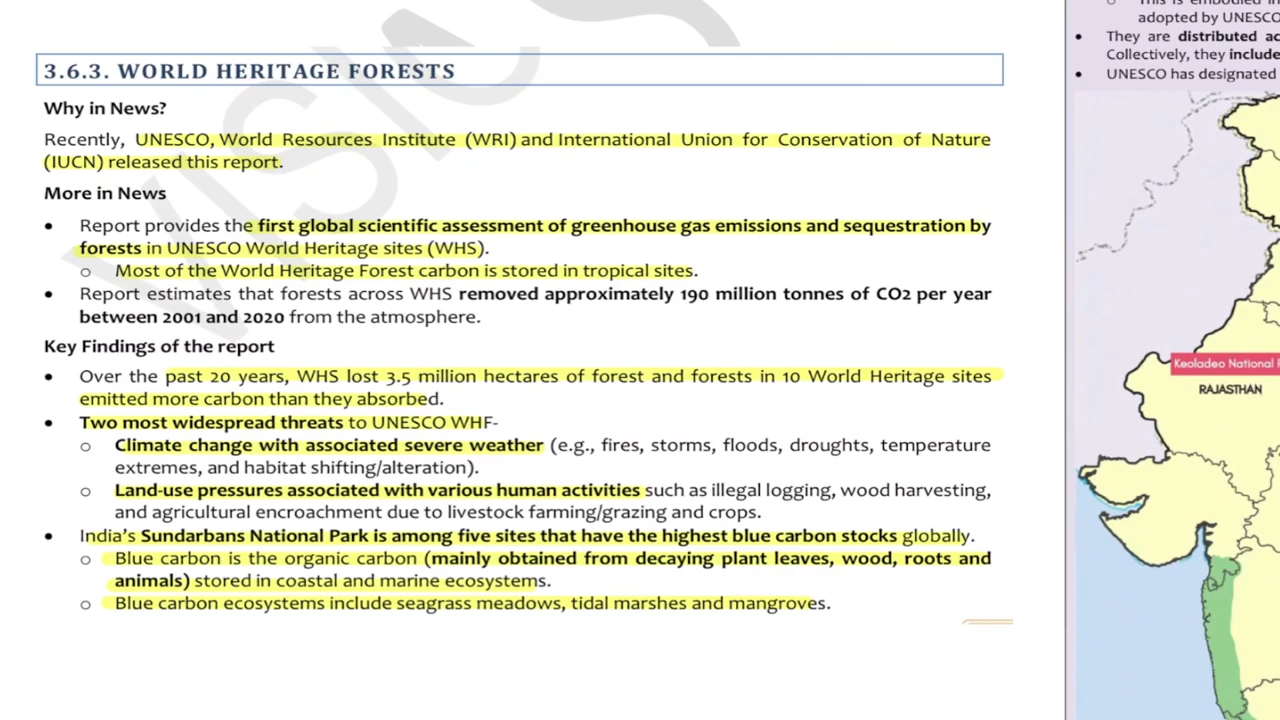 3.6.3. WORLD HERITAGE FORESTS
Why in News?
Recently, UNESCO, World Resources Institute (WRI) and International Union for Conservation of Nature
(IUCN) released this report.
More in News
• Report provides the first global scientific assessment of greenhouse gas emissions and sequestration by
forests in UNESCO World Heritage sites (WHS).
o Most of the World Heritage Forest carbon is stored in tropical sites.
• Report estimates that forests across WHS removed approximately 190 million tonnes of CO2 per year
between 2001 and 2020 from the atmosphere.
Key Findings of the report
• Over the past 20 years, WHS lost 3.5 million hectares of forest and forests in 10 World Heritage sites
emitted more carbon than they absorbed.
• Two most widespread threats to UNESCO WHF-
o Climate change with associated severe weather (e.g., fires, storms, floods, droughts, temperature
extremes, and habitat shifting/alteration).
o Land-use pressures associated with various human activities such as illegal logging, wood harvesting,
and agricultural encroachment due to livestock farming/grazing and crops.
• India's Sundarbans National Park is among five sites that have the highest blue carbon stocks globally.
o Blue carbon is the organic carbon (mainly obtained from decaying plant leaves, wood, roots and
animals) stored in coastal and marine ecosystems.
o Blue carbon ecosystems include seagrass meadows, tidal marshes and mangroves.
o This is embodied in
adopted by UNESCO
• They are distributed ac
Collectively, they include
• UNESCO has designated
Keoladeo National
RAJASTHAN